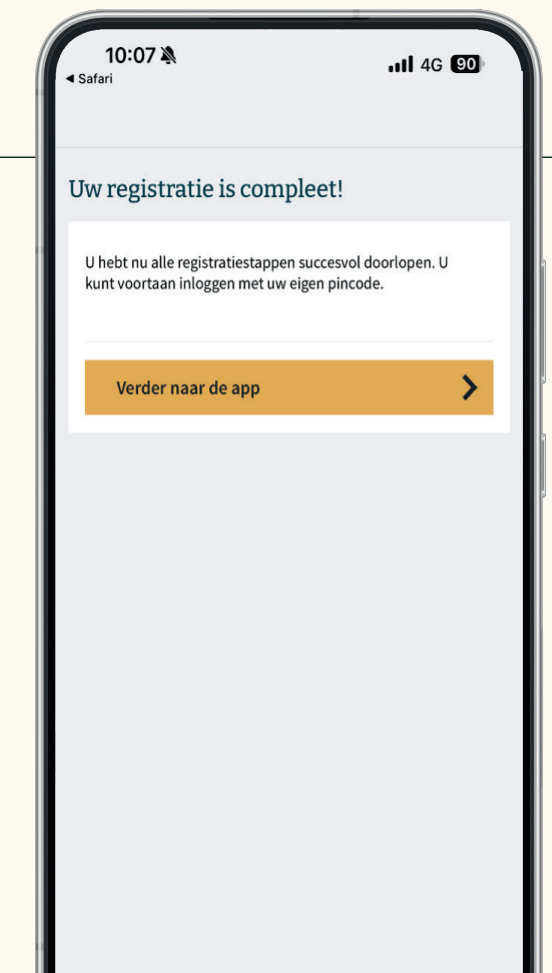 10:07
4G 90
◀ Safari
Uw registratie is compleet!
U hebt nu alle registratiestappen succesvol doorlopen. U
kunt voortaan inloggen met uw eigen pincode.
Verder naar de app